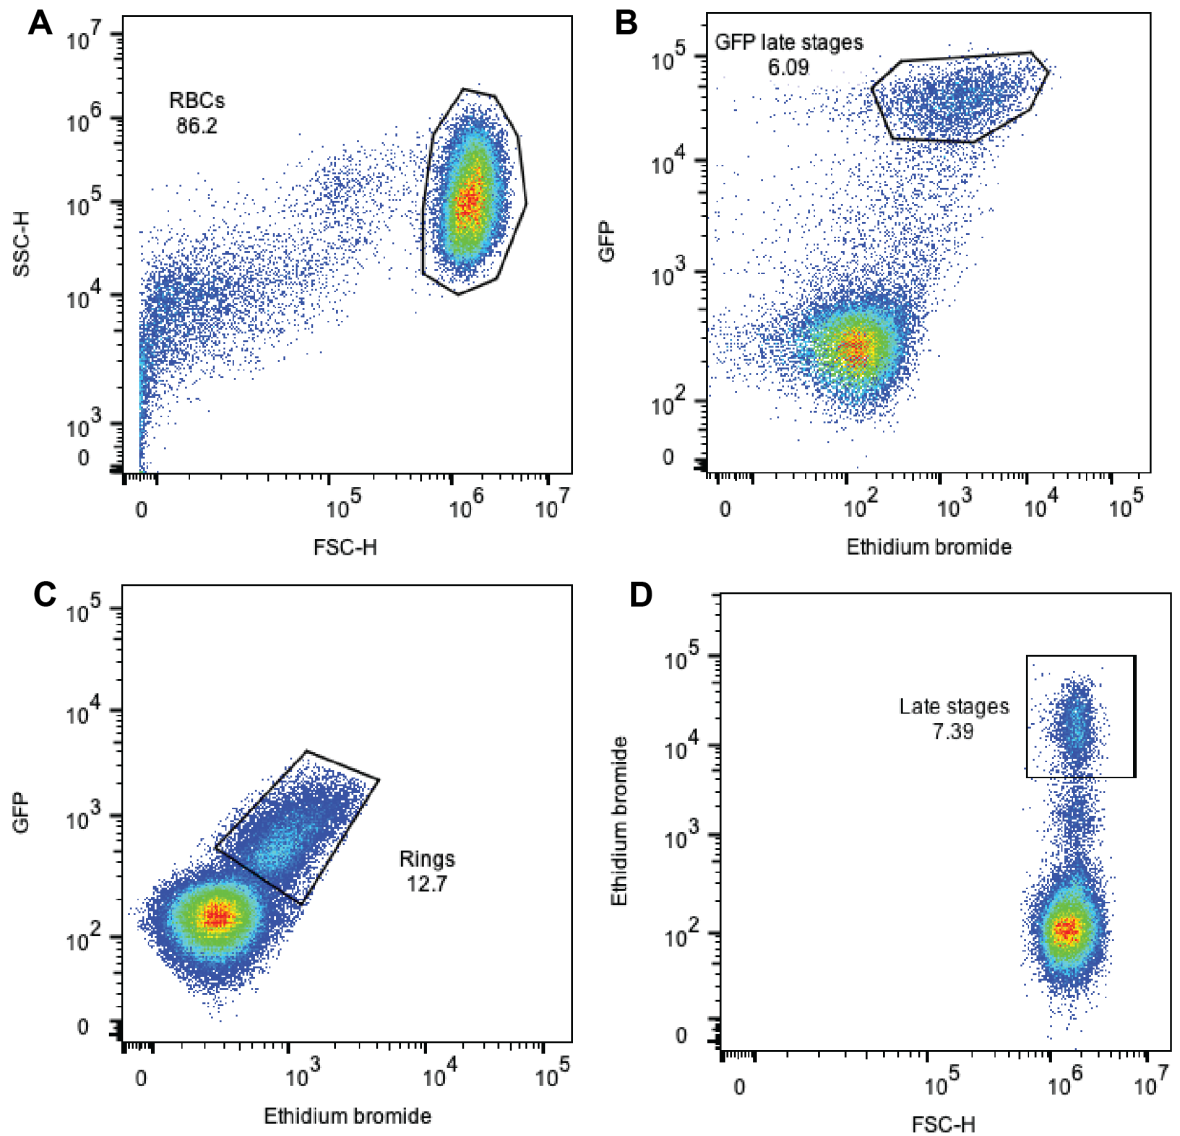 A
10^7
10^6
10^5
10^4
10^3
0
SSC-H
RBCs
86.2
0
10^5
10^6
10^7
FSC-H
B
10^5
10^4
10^3
10^2
0
GFP
GFP late stages
6.09
0
10^2
10^3
10^4
10^5
Ethidium bromide
C
10^5
10^4
10^3
10^2
0
GFP
Rings
12.7
0
10^3
10^4
10^5
Ethidium bromide
D
10^5
10^4
10^3
10^2
0
Ethidium bromide
Late stages
7.39
0
10^5
10^6
10^7
FSC-H